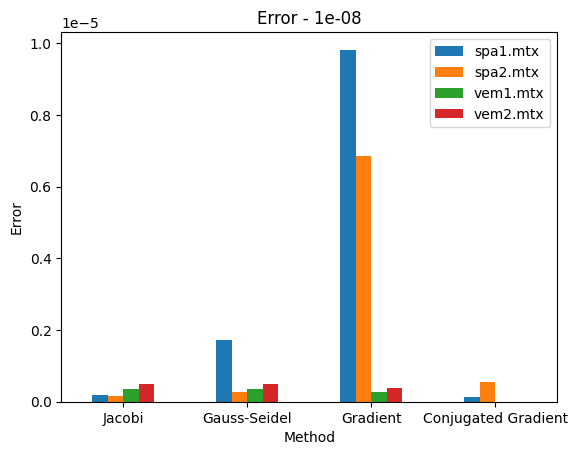 Error - 1e-08
1e-5
1.0
0.8
0.6
0.4
0.2
0.0
Error
spa1.mtx
spa2.mtx
vem1.mtx
vem2.mtx
Jacobi
Gauss-Seidel
Gradient
Conjugated Gradient
Method